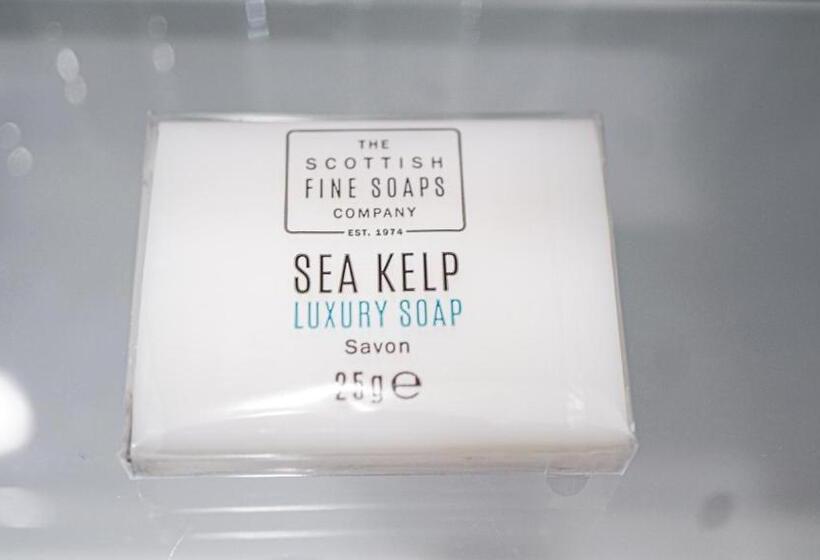 THE
SCOTTISH
FINE SOAPS
COMPANY
EST. 1974
SEA KELP
LUXURY SOAP
Savon
25g ℮